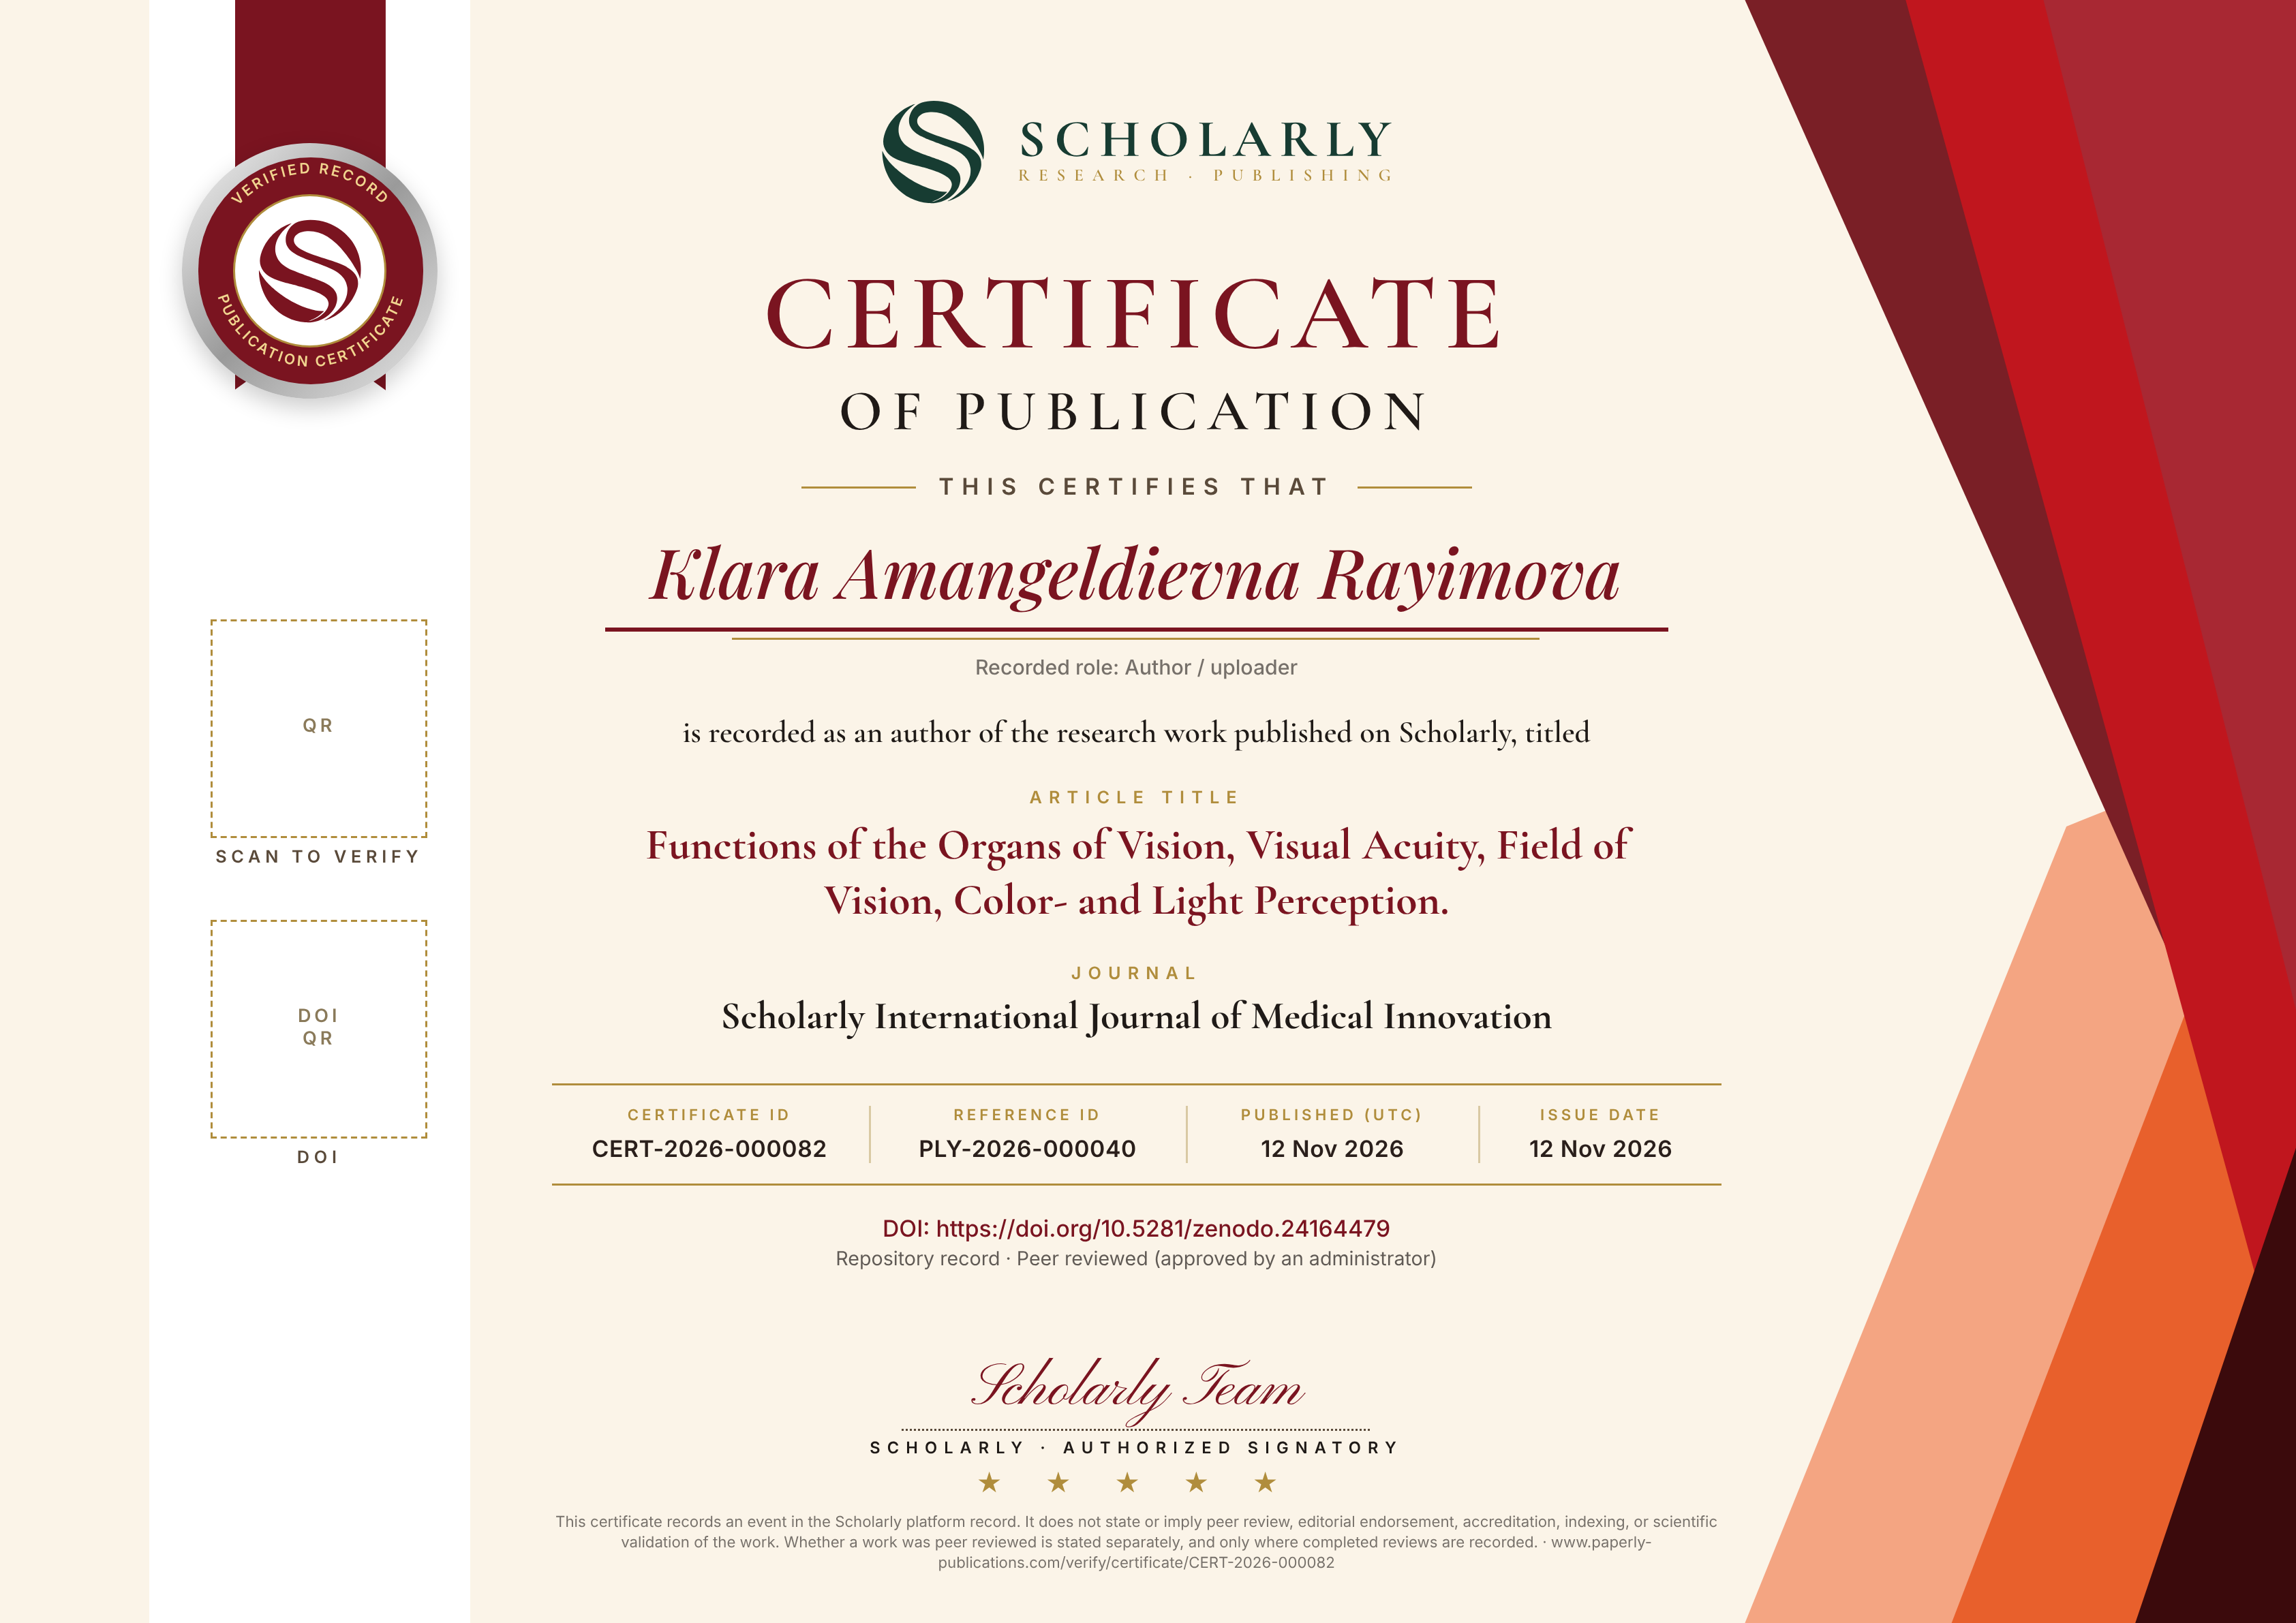 VERIFIED RECORD
PUBLICATION CERTIFICATE
QR
SCAN TO VERIFY
DOI
QR
DOI
SCHOLARLY
RESEARCH · PUBLISHING
CERTIFICATE
OF PUBLICATION
THIS CERTIFIES THAT
Klara Amangeldievna Rayimova
Recorded role: Author / uploader
is recorded as an author of the research work published on Scholarly, titled
ARTICLE TITLE
Functions of the Organs of Vision, Visual Acuity, Field of
Vision, Color- and Light Perception.
JOURNAL
Scholarly International Journal of Medical Innovation
CERTIFICATE ID REFERENCE ID PUBLISHED (UTC) ISSUE DATE
CERT-2026-000082 PLY-2026-000040 12 Nov 2026 12 Nov 2026
DOI: https://doi.org/10.5281/zenodo.24164479
Repository record · Peer reviewed (approved by an administrator)
Scholarly Team
SCHOLARLY · AUTHORIZED SIGNATORY
★ ★ ★ ★ ★
This certificate records an event in the Scholarly platform record. It does not state or imply peer review, editorial endorsement, accreditation, indexing, or scientific
validation of the work. Whether a work was peer reviewed is stated separately, and only where completed reviews are recorded. · www.paperly-
publications.com/verify/certificate/CERT-2026-000082